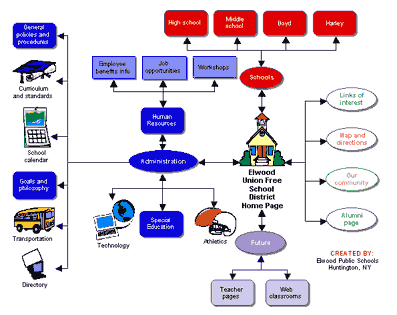 High school
Middle
school
Boyd
Harley
General
policies and
procedures
Employee
benefits info
Job
opportunities
Workshops
Schools
Curriculum
and standards
Links of
interest
Human
Resources
School
calendar
Map and
directions
Administration
Elwood
Union Free
School
District
Home Page
Our
community
Goals and
philosophy
Technology
Special
Education
Athletics
Alumni
page
Transportation
Future
CREATED BY:
Elwood Public Schools
Huntington, NY
Directory
Teacher
pages
Web
classrooms